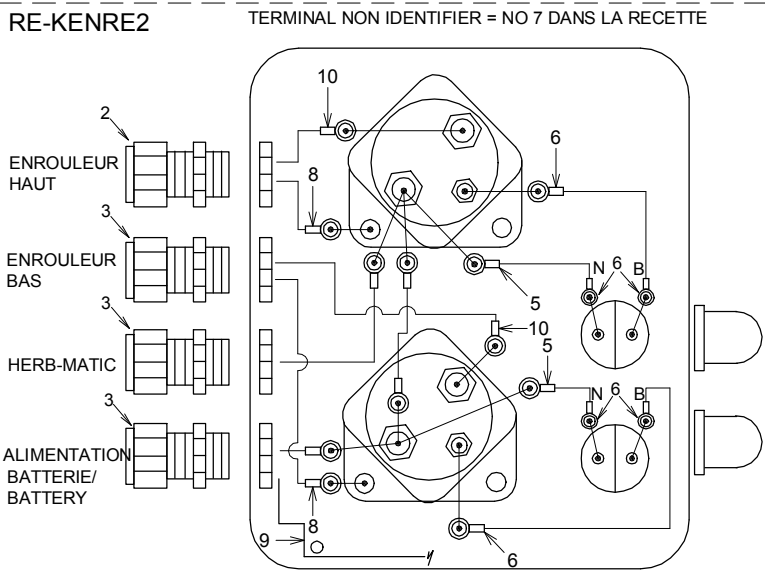 RE-KENRE2
TERMINAL NON IDENTIFIER = NO 7 DANS LA RECETTE
10
2
ENROULEUR
HAUT
6
8
3
ENROULEUR
BAS
N 6 B
5
3
10
5
HERB-MATIC
3
N 6 B
ALIMENTATION
BATTERIE/
BATTERY
8
9
6